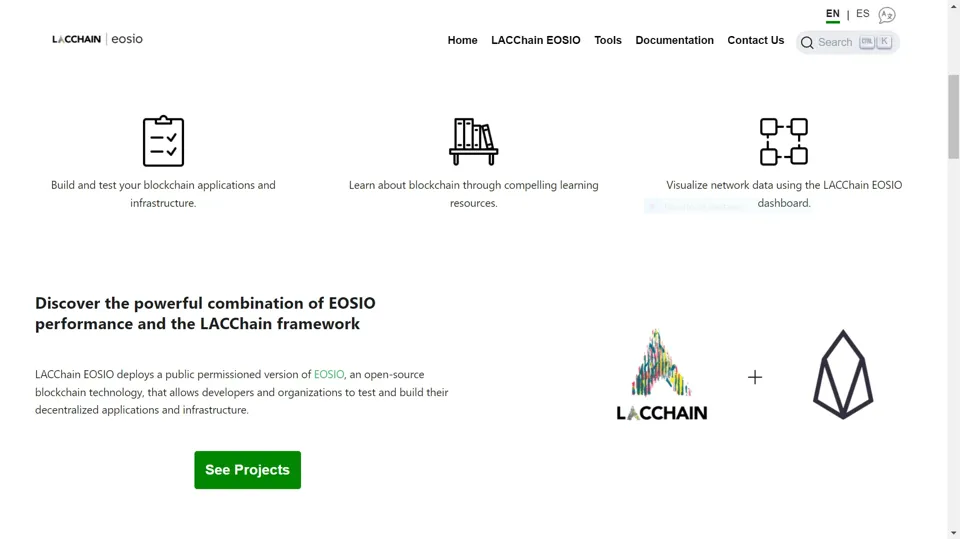 EN | ES
LACCHAIN | eosio
Home LACChain EOSIO Tools Documentation Contact Us Search CTRL K
Build and test your blockchain applications and
infrastructure.
Learn about blockchain through compelling learning
resources.
Visualize network data using the LACChain EOSIO
dashboard.
Discover the powerful combination of EOSIO
performance and the LACChain framework
LACChain EOSIO deploys a public permissioned version of EOSIO, an open-source
blockchain technology, that allows developers and organizations to test and build their
decentralized applications and infrastructure.
See Projects
LACCHAIN
+